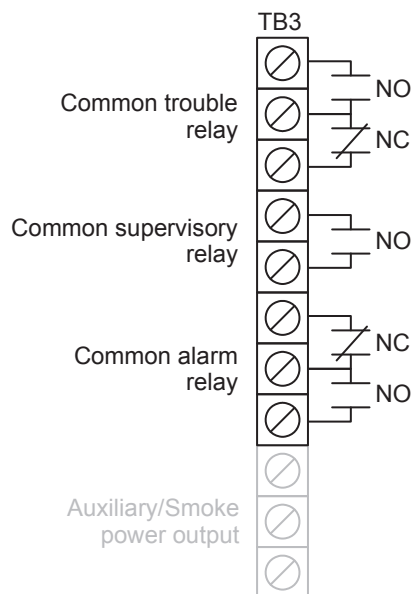 TB3
NO
Common trouble
relay
NC
Common supervisory
relay
NO
NC
Common alarm
relay
NO
Auxiliary/Smoke
power output